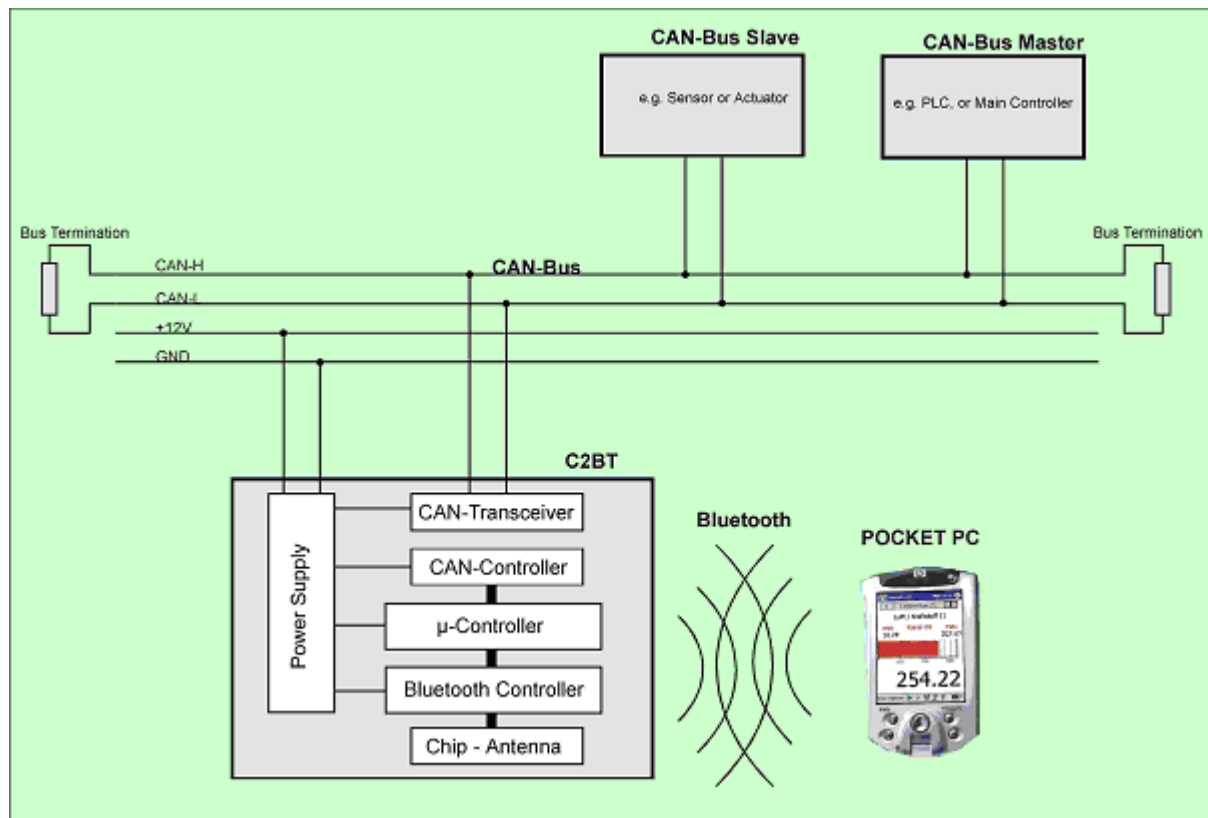 CAN-Bus Slave
CAN-Bus Master
e.g. Sensor or Actuator
e.g. PLC, or Main Controller
Bus Termination
Bus Termination
CAN-H
CAN-Bus
CAN-L
+12V
GND
C2BT
Power Supply
CAN-Transceiver
CAN-Controller
µ-Controller
Bluetooth Controller
Chip - Antenna
Bluetooth
POCKET PC
254.22